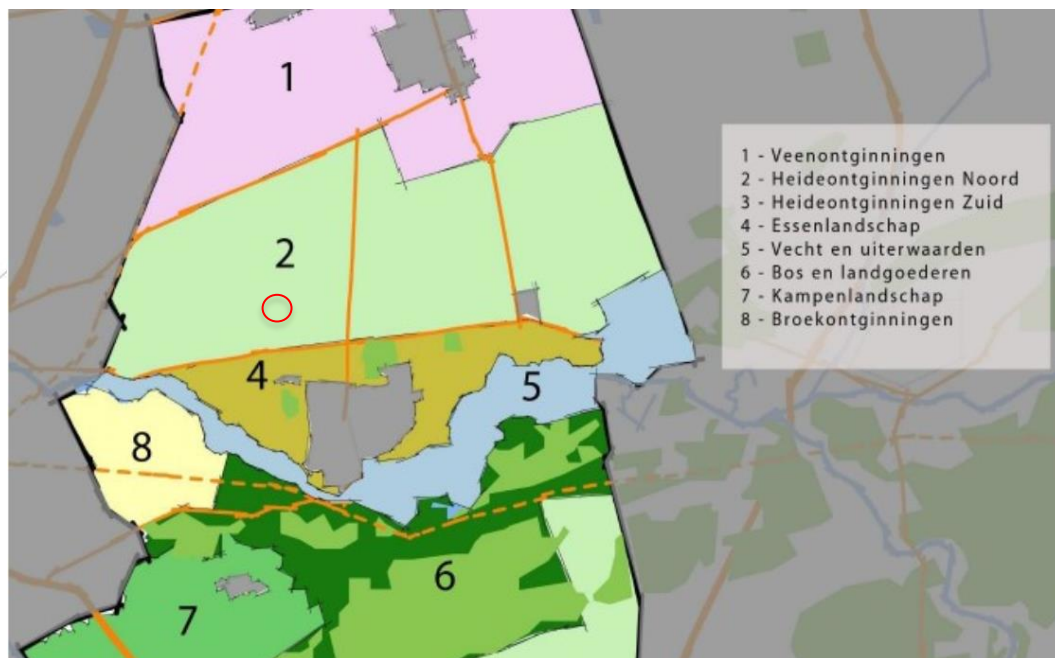 1
2
4
5
8
6
7
1 - Veenontginningen
2 - Heideontginningen Noord
3 - Heideontginningen Zuid
4 - Essenlandschap
5 - Vecht en uiterwaarden
6 - Bos en landgoederen
7 - Kampenlandschap
8 - Broekontginningen